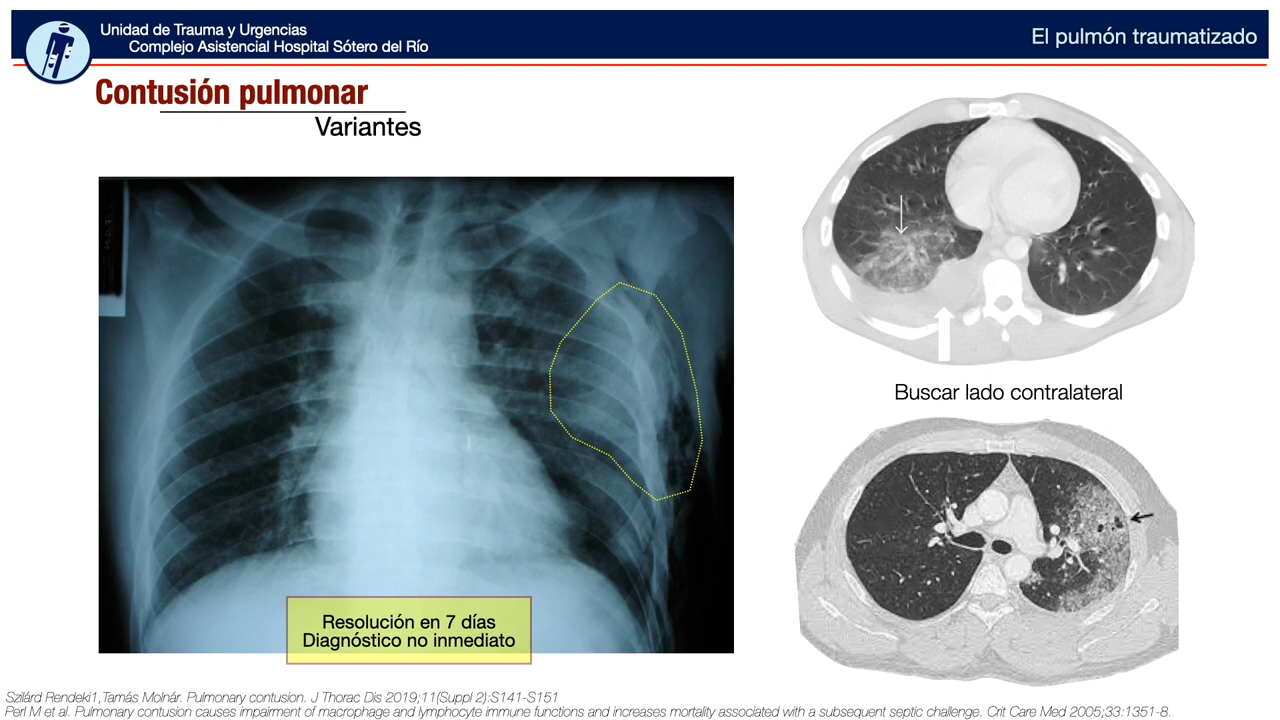 Unidad de Trauma y Urgencias
Complejo Asistencial Hospital Sótero del Río
El pulmón traumatizado
Contusión pulmonar
Variantes
Buscar lado contralateral
Resolución en 7 días
Diagnóstico no inmediato
Szilárd Rendeki1,Tamás Molnár. Pulmonary contusion. J Thorac Dis 2019;11(Suppl 2):S141-S151
Perl M et al. Pulmonary contusion causes impairment of macrophage and lymphocyte immune functions and increases mortality associated with a subsequent septic challenge. Crit Care Med 2005;33:1351-8.